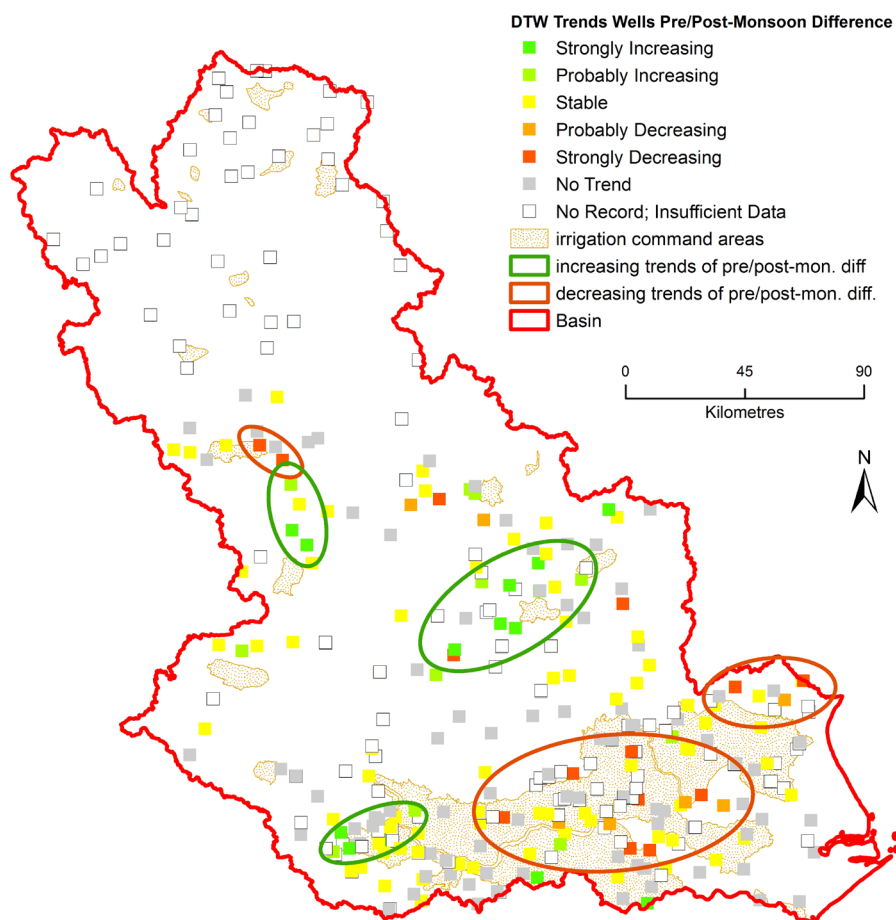 DTW Trends Wells Pre/Post-Monsoon Difference
Strongly Increasing
Probably Increasing
Stable
Probably Decreasing
Strongly Decreasing
No Trend
No Record; Insufficient Data
irrigation command areas
increasing trends of pre/post-mon. diff
decreasing trends of pre/post-mon. diff.
Basin
0 45 90
Kilometres
N